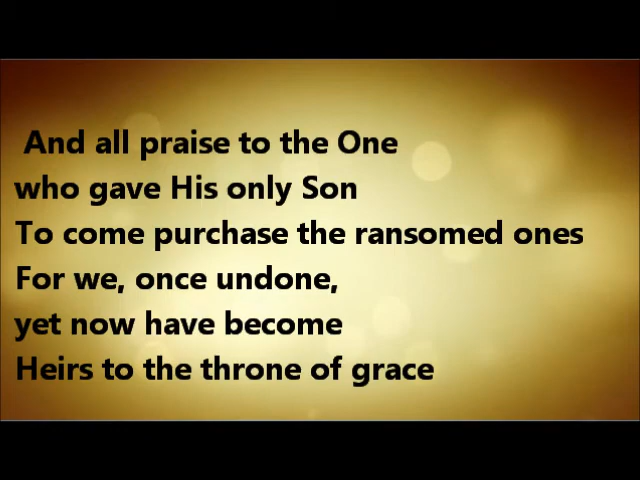 And all praise to the One
who gave His only Son
To come purchase the ransomed ones
For we, once undone,
yet now have become
Heirs to the throne of grace